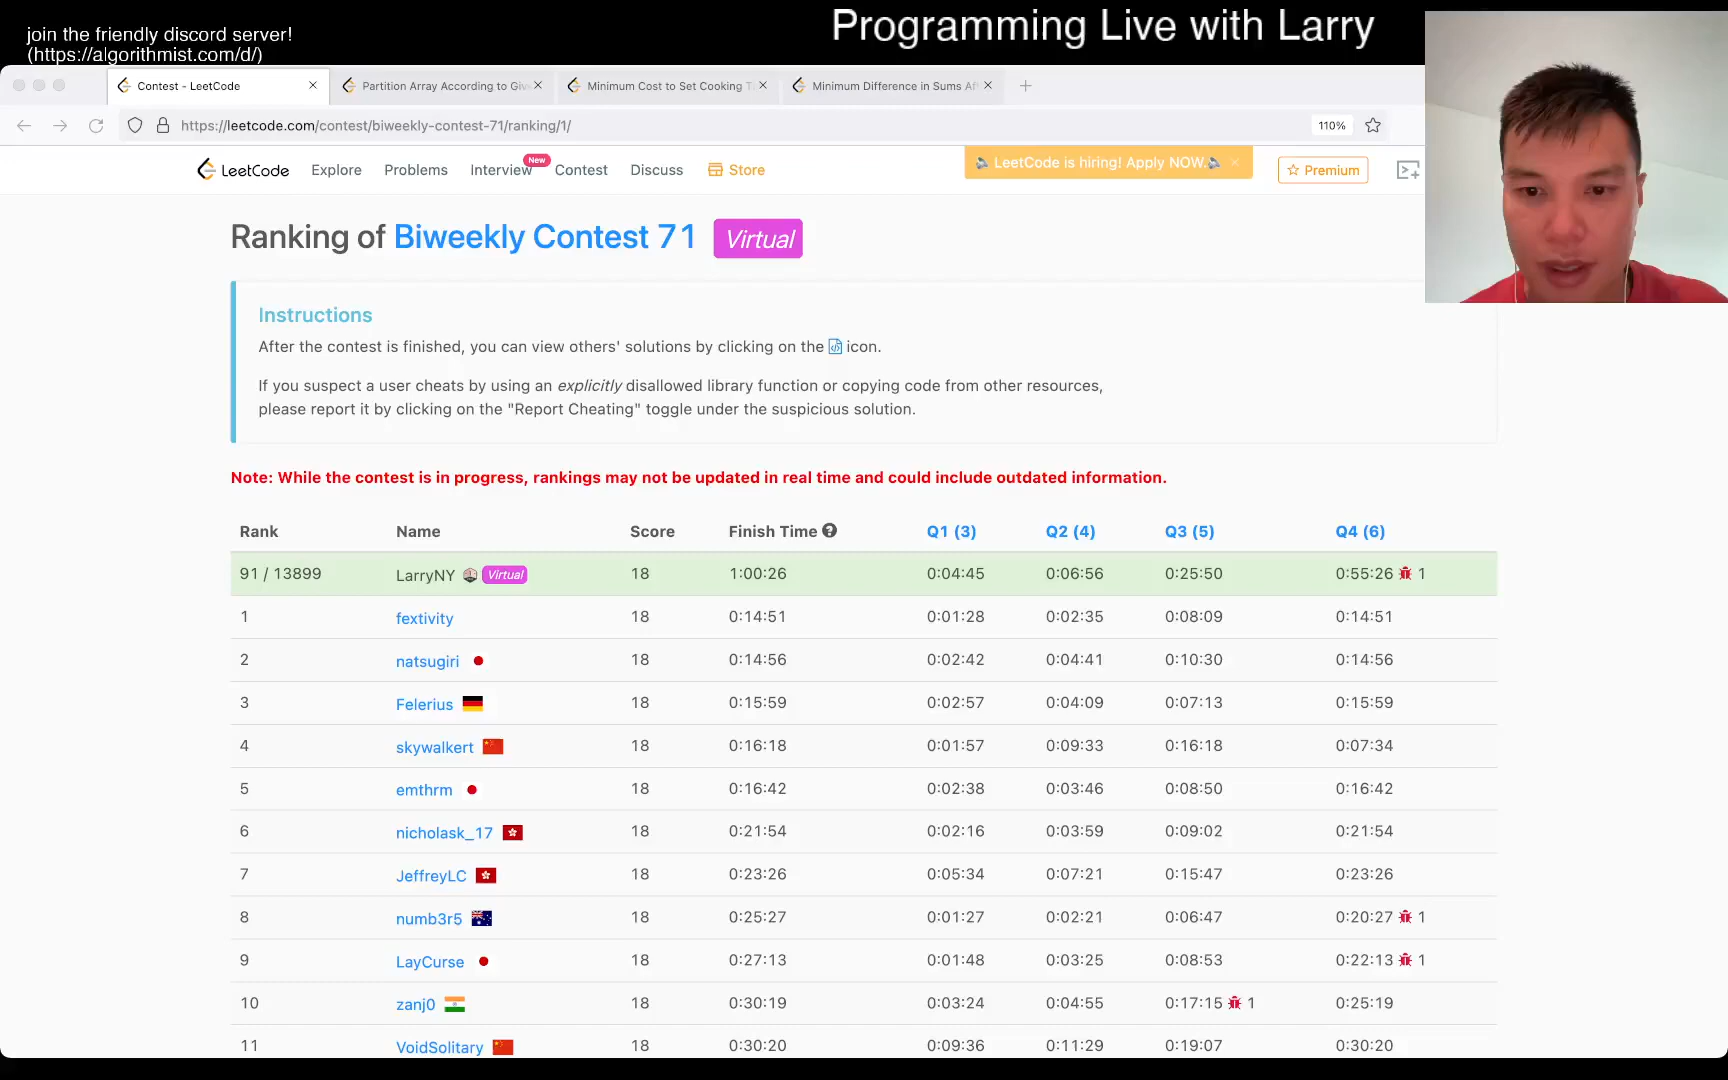 join the friendly discord server!
(https://algorithmist.com/d/)
Programming Live with Larry
Contest - LeetCode
Partition Array According to Giv
Minimum Cost to Set Cooking T
Minimum Difference in Sums Af
https://leetcode.com/contest/biweekly-contest-71/ranking/1/
110%
LeetCode
Explore
Problems
Interview
New
Contest
Discuss
Store
LeetCode is hiring! Apply NOW.
Premium
Ranking of Biweekly Contest 71 Virtual
Instructions
After the contest is finished, you can view others' solutions by clicking on the icon.
If you suspect a user cheats by using an explicitly disallowed library function or copying code from other resources,
please report it by clicking on the "Report Cheating" toggle under the suspicious solution.
Note: While the contest is in progress, rankings may not be updated in real time and could include outdated information.
Rank Name Score Finish Time Q1 (3) Q2 (4) Q3 (5) Q4 (6)
91 / 13899 LarryNY Virtual 18 1:00:26 0:04:45 0:06:56 0:25:50 0:55:26 1
1 fextivity 18 0:14:51 0:01:28 0:02:35 0:08:09 0:14:51
2 natsugiri 18 0:14:56 0:02:42 0:04:41 0:10:30 0:14:56
3 Felerius 18 0:15:59 0:02:57 0:04:09 0:07:13 0:15:59
4 skywalkert 18 0:16:18 0:01:57 0:09:33 0:16:18 0:07:34
5 emthrm 18 0:16:42 0:02:38 0:03:46 0:08:50 0:16:42
6 nicholask_17 18 0:21:54 0:02:16 0:03:59 0:09:02 0:21:54
7 JeffreyLC 18 0:23:26 0:05:34 0:07:21 0:15:47 0:23:26
8 numb3r5 18 0:25:27 0:01:27 0:02:21 0:06:47 0:20:27 1
9 LayCurse 18 0:27:13 0:01:48 0:03:25 0:08:53 0:22:13 1
10 zanj0 18 0:30:19 0:03:24 0:04:55 0:17:15 1 0:25:19
11 VoidSolitary 18 0:30:20 0:09:36 0:11:29 0:19:07 0:30:20